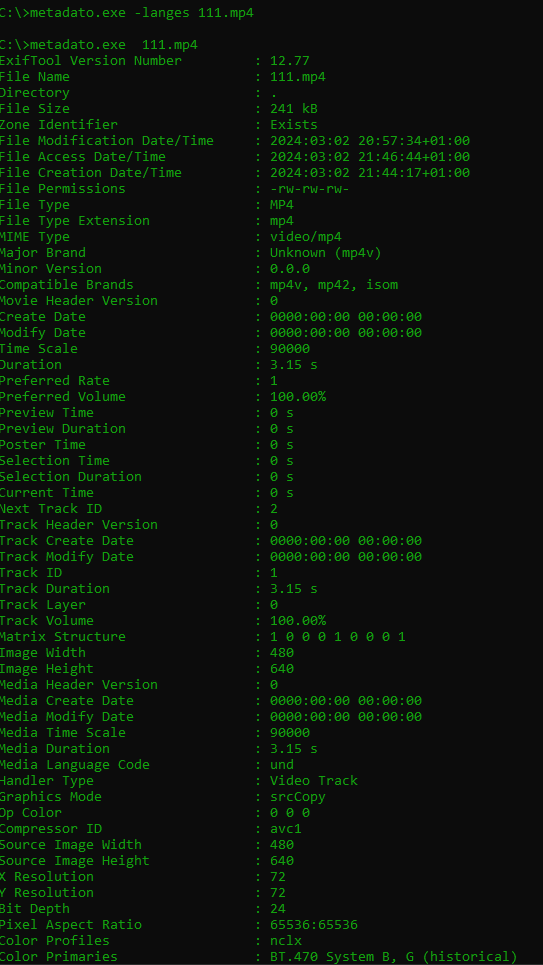 C:\>metadato.exe -langes 111.mp4
C:\>metadato.exe  111.mp4
ExifTool Version Number         : 12.77
File Name                       : 111.mp4
Directory                       : .
File Size                       : 241 kB
Zone Identifier                 : Exists
File Modification Date/Time     : 2024:03:02 20:57:34+01:00
File Access Date/Time           : 2024:03:02 21:46:44+01:00
File Creation Date/Time         : 2024:03:02 21:44:17+01:00
File Permissions                : -rw-rw-rw-
File Type                       : MP4
File Type Extension             : mp4
MIME Type                       : video/mp4
Major Brand                     : Unknown (mp4v)
Minor Version                   : 0.0.0
Compatible Brands               : mp4v, mp42, isom
Movie Header Version            : 0
Create Date                     : 0000:00:00 00:00:00
Modify Date                     : 0000:00:00 00:00:00
Time Scale                      : 90000
Duration                        : 3.15 s
Preferred Rate                  : 1
Preferred Volume                : 100.00%
Preview Time                    : 0 s
Preview Duration                : 0 s
Poster Time                     : 0 s
Selection Time                  : 0 s
Selection Duration              : 0 s
Current Time                    : 0 s
Next Track ID                   : 2
Track Header Version            : 0
Track Create Date               : 0000:00:00 00:00:00
Track Modify Date               : 0000:00:00 00:00:00
Track ID                        : 1
Track Duration                  : 3.15 s
Track Layer                     : 0
Track Volume                    : 100.00%
Matrix Structure                : 1 0 0 0 1 0 0 0 1
Image Width                     : 480
Image Height                    : 640
Media Header Version            : 0
Media Create Date               : 0000:00:00 00:00:00
Media Modify Date               : 0000:00:00 00:00:00
Media Time Scale                : 90000
Media Duration                  : 3.15 s
Media Language Code             : und
Handler Type                    : Video Track
Graphics Mode                   : srcCopy
Op Color                        : 0 0 0
Compressor ID                   : avc1
Source Image Width              : 480
Source Image Height             : 640
X Resolution                    : 72
Y Resolution                    : 72
Bit Depth                       : 24
Pixel Aspect Ratio              : 65536:65536
Color Profiles                  : nclx
Color Primaries                 : BT.470 System B, G (historical)